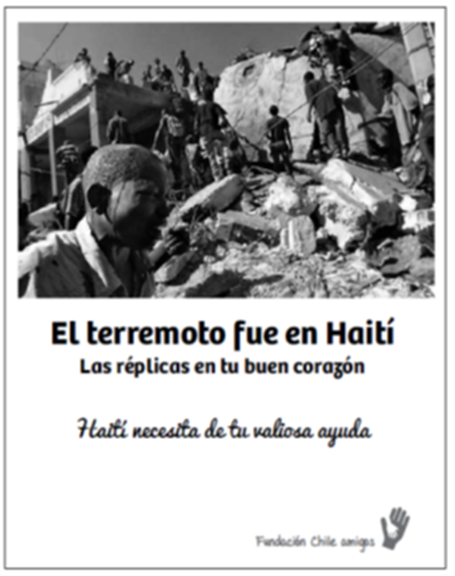 El terremoto fue en Haití
Las réplicas en tu buen corazón
Haití necesita de tu valiosa ayuda
Fundación Chile amigos